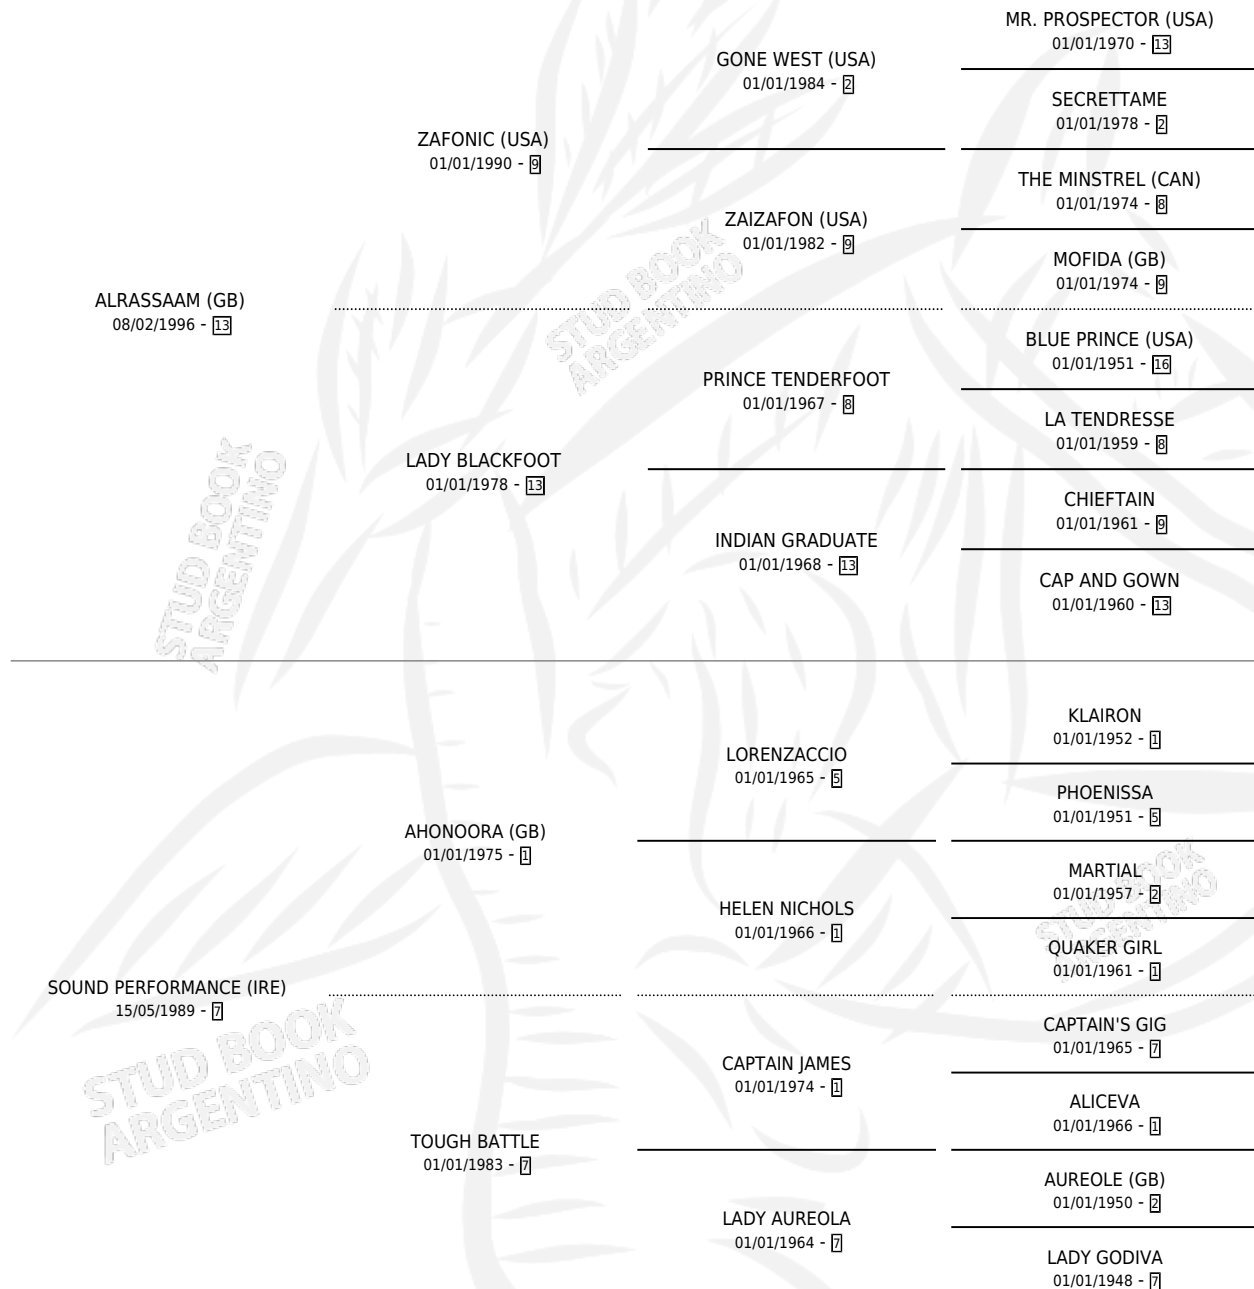 MR. PROSPECTOR (USA)
01/01/1970 - 13
GONE WEST (USA)
01/01/1984 - 2
SECRETTAME
01/01/1978 - 2
ZAFONIC (USA)
01/01/1990 - 9
THE MINSTREL (CAN)
01/01/1974 - 8
ZAIZAFON (USA)
01/01/1982 - 9
MOFIDA (GB)
01/01/1974 - 9
ALRASSAAM (GB)
08/02/1996 - 13
BLUE PRINCE (USA)
01/01/1951 - 16
PRINCE TENDERFOOT
01/01/1967 - 8
LA TENDRESSE
01/01/1959 - 8
LADY BLACKFOOT
01/01/1978 - 13
CHIEFTAIN
01/01/1961 - 9
INDIAN GRADUATE
01/01/1968 - 13
CAP AND GOWN
01/01/1960 - 13
KLAIRON
01/01/1952 - 1
LORENZACCIO
01/01/1965 - 5
PHOENISSA
01/01/1951 - 5
AHONOORA (GB)
01/01/1975 - 1
MARTIAL
01/01/1957 - 2
HELEN NICHOLS
01/01/1966 - 1
QUAKER GIRL
01/01/1961 - 1
SOUND PERFORMANCE (IRE)
15/05/1989 - 7
CAPTAIN'S GIG
01/01/1965 - 7
CAPTAIN JAMES
01/01/1974 - 1
ALICEVA
01/01/1966 - 1
TOUGH BATTLE
01/01/1983 - 7
AUREOLE (GB)
01/01/1950 - 2
LADY AUREOLA
01/01/1964 - 7
LADY GODIVA
01/01/1948 - 7
STUD BOOK
ARGENTINO
STUD BOOK
ARGENTINO
STUD BOOK
ARGENTINO
STUD BOOK
ARGENTINO